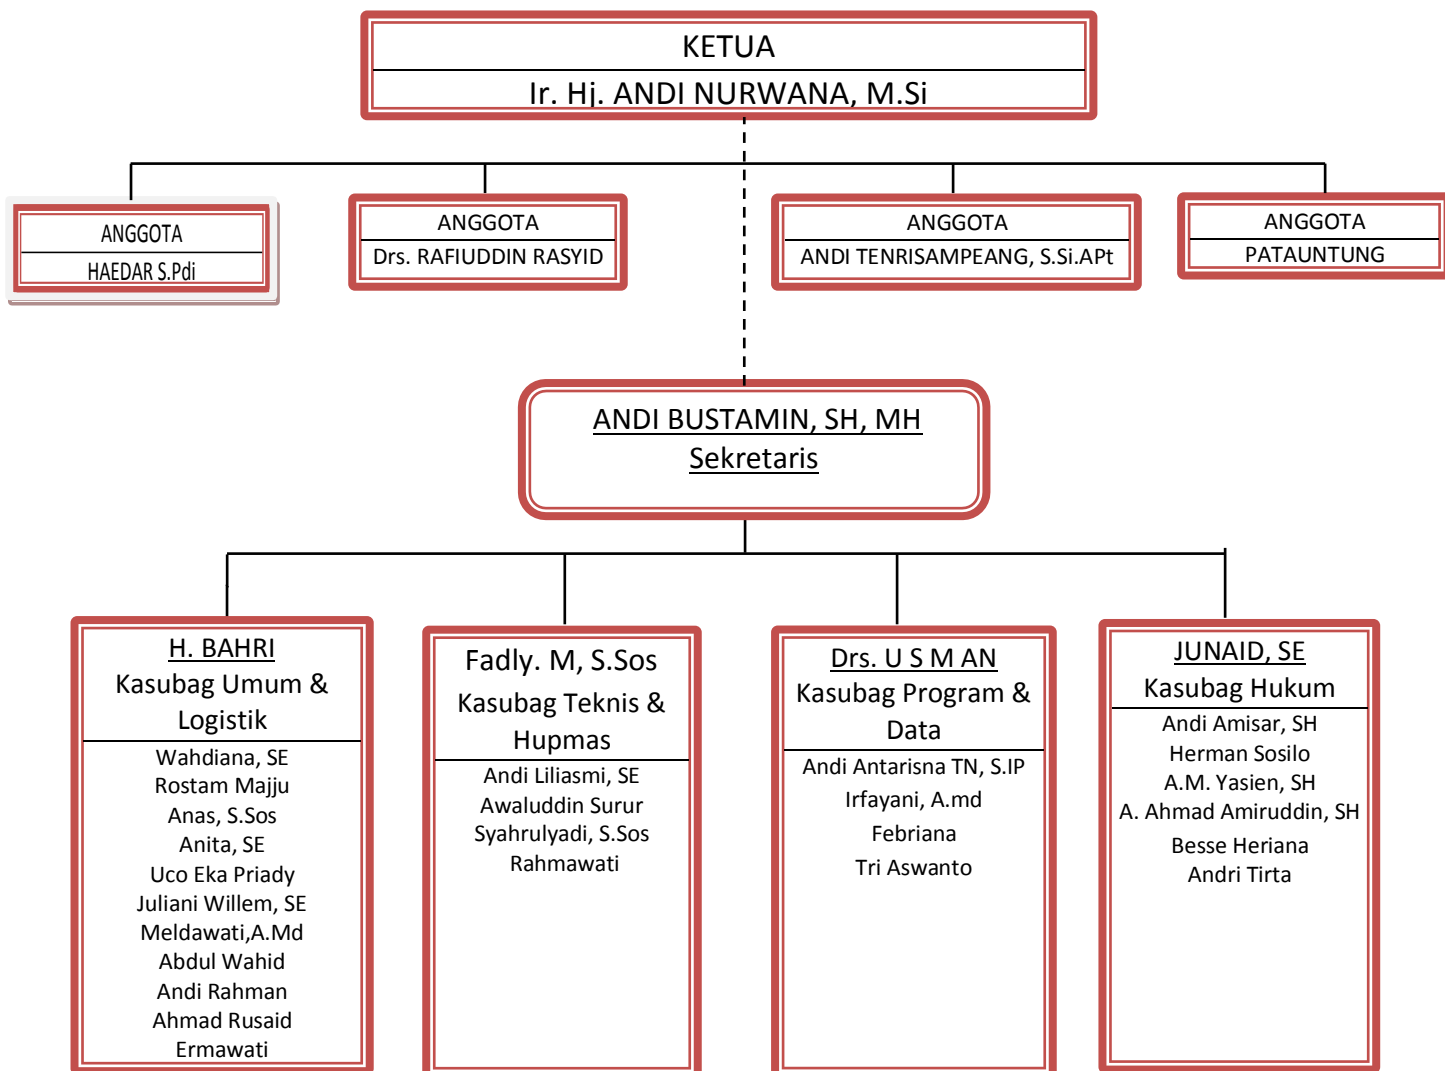 KETUA
Ir. Hj. ANDI NURWANA, M.Si
ANGGOTA
HAEDAR S.Pdi
ANGGOTA
Drs. RAFIUDDIN RASYID
ANGGOTA
ANDI TENRISAMPEANG, S.Si.APt
ANGGOTA
PATAUNTUNG
ANDI BUSTAMIN, SH, MH
Sekretaris
H. BAHRI
Kasubag Umum &
Logistik
Wahdiana, SE
Rostam Majju
Anas, S.Sos
Anita, SE
Uco Eka Priady
Juliani Willem, SE
Meldawati,A.Md
Abdul Wahid
Andi Rahman
Ahmad Rusaid
Ermawati
Fadly. M, S.Sos
Kasubag Teknis &
Hupmas
Andi Liliasmi, SE
Awaluddin Surur
Syahrulyadi, S.Sos
Rahmawati
Drs. U S M AN
Kasubag Program &
Data
Andi Antarisna TN, S.IP
Irfayani, A.md
Febriana
Tri Aswanto
JUNAID, SE
Kasubag Hukum
Andi Amisar, SH
Herman Sosilo
A.M. Yasien, SH
A. Ahmad Amiruddin, SH
Besse Heriana
Andri Tirta